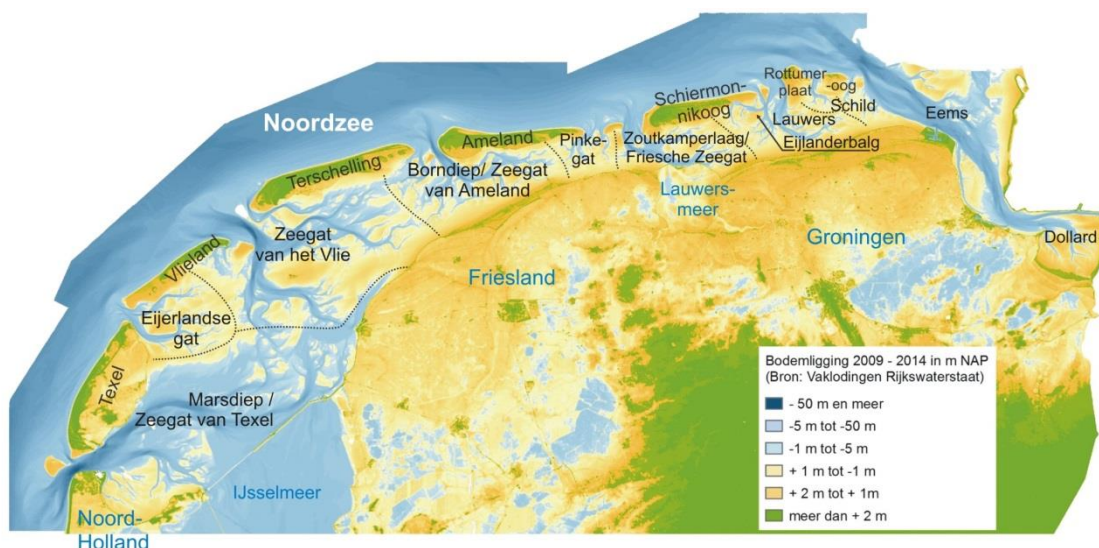 Noordzee
Rottumer
plaat
-oog
Schild
Schiermon-
nikoog
Lauwers
Eijlanderbalg
Eems
Ameland
Pinke-
gat
Zoutkamperlaag/
Friesche Zeegat
Terschelling
Borndiep/ Zeegat
van Ameland
Lauwers-
meer
Groningen
Dollard
Zeegat
van het Vlie
Vlieland
Friesland
Eijerlandse
gat
Texel
Marsdiep /
Zeegat van Texel
IJsselmeer
Noord-
Holland
Bodemligging 2009 - 2014 in m NAP
(Bron: Vaklodingen Rijkswaterstaat)
- 50 m en meer
-5 m tot -50 m
-1 m tot -5 m
+ 1 m tot -1 m
+ 2 m tot + 1m
meer dan + 2 m